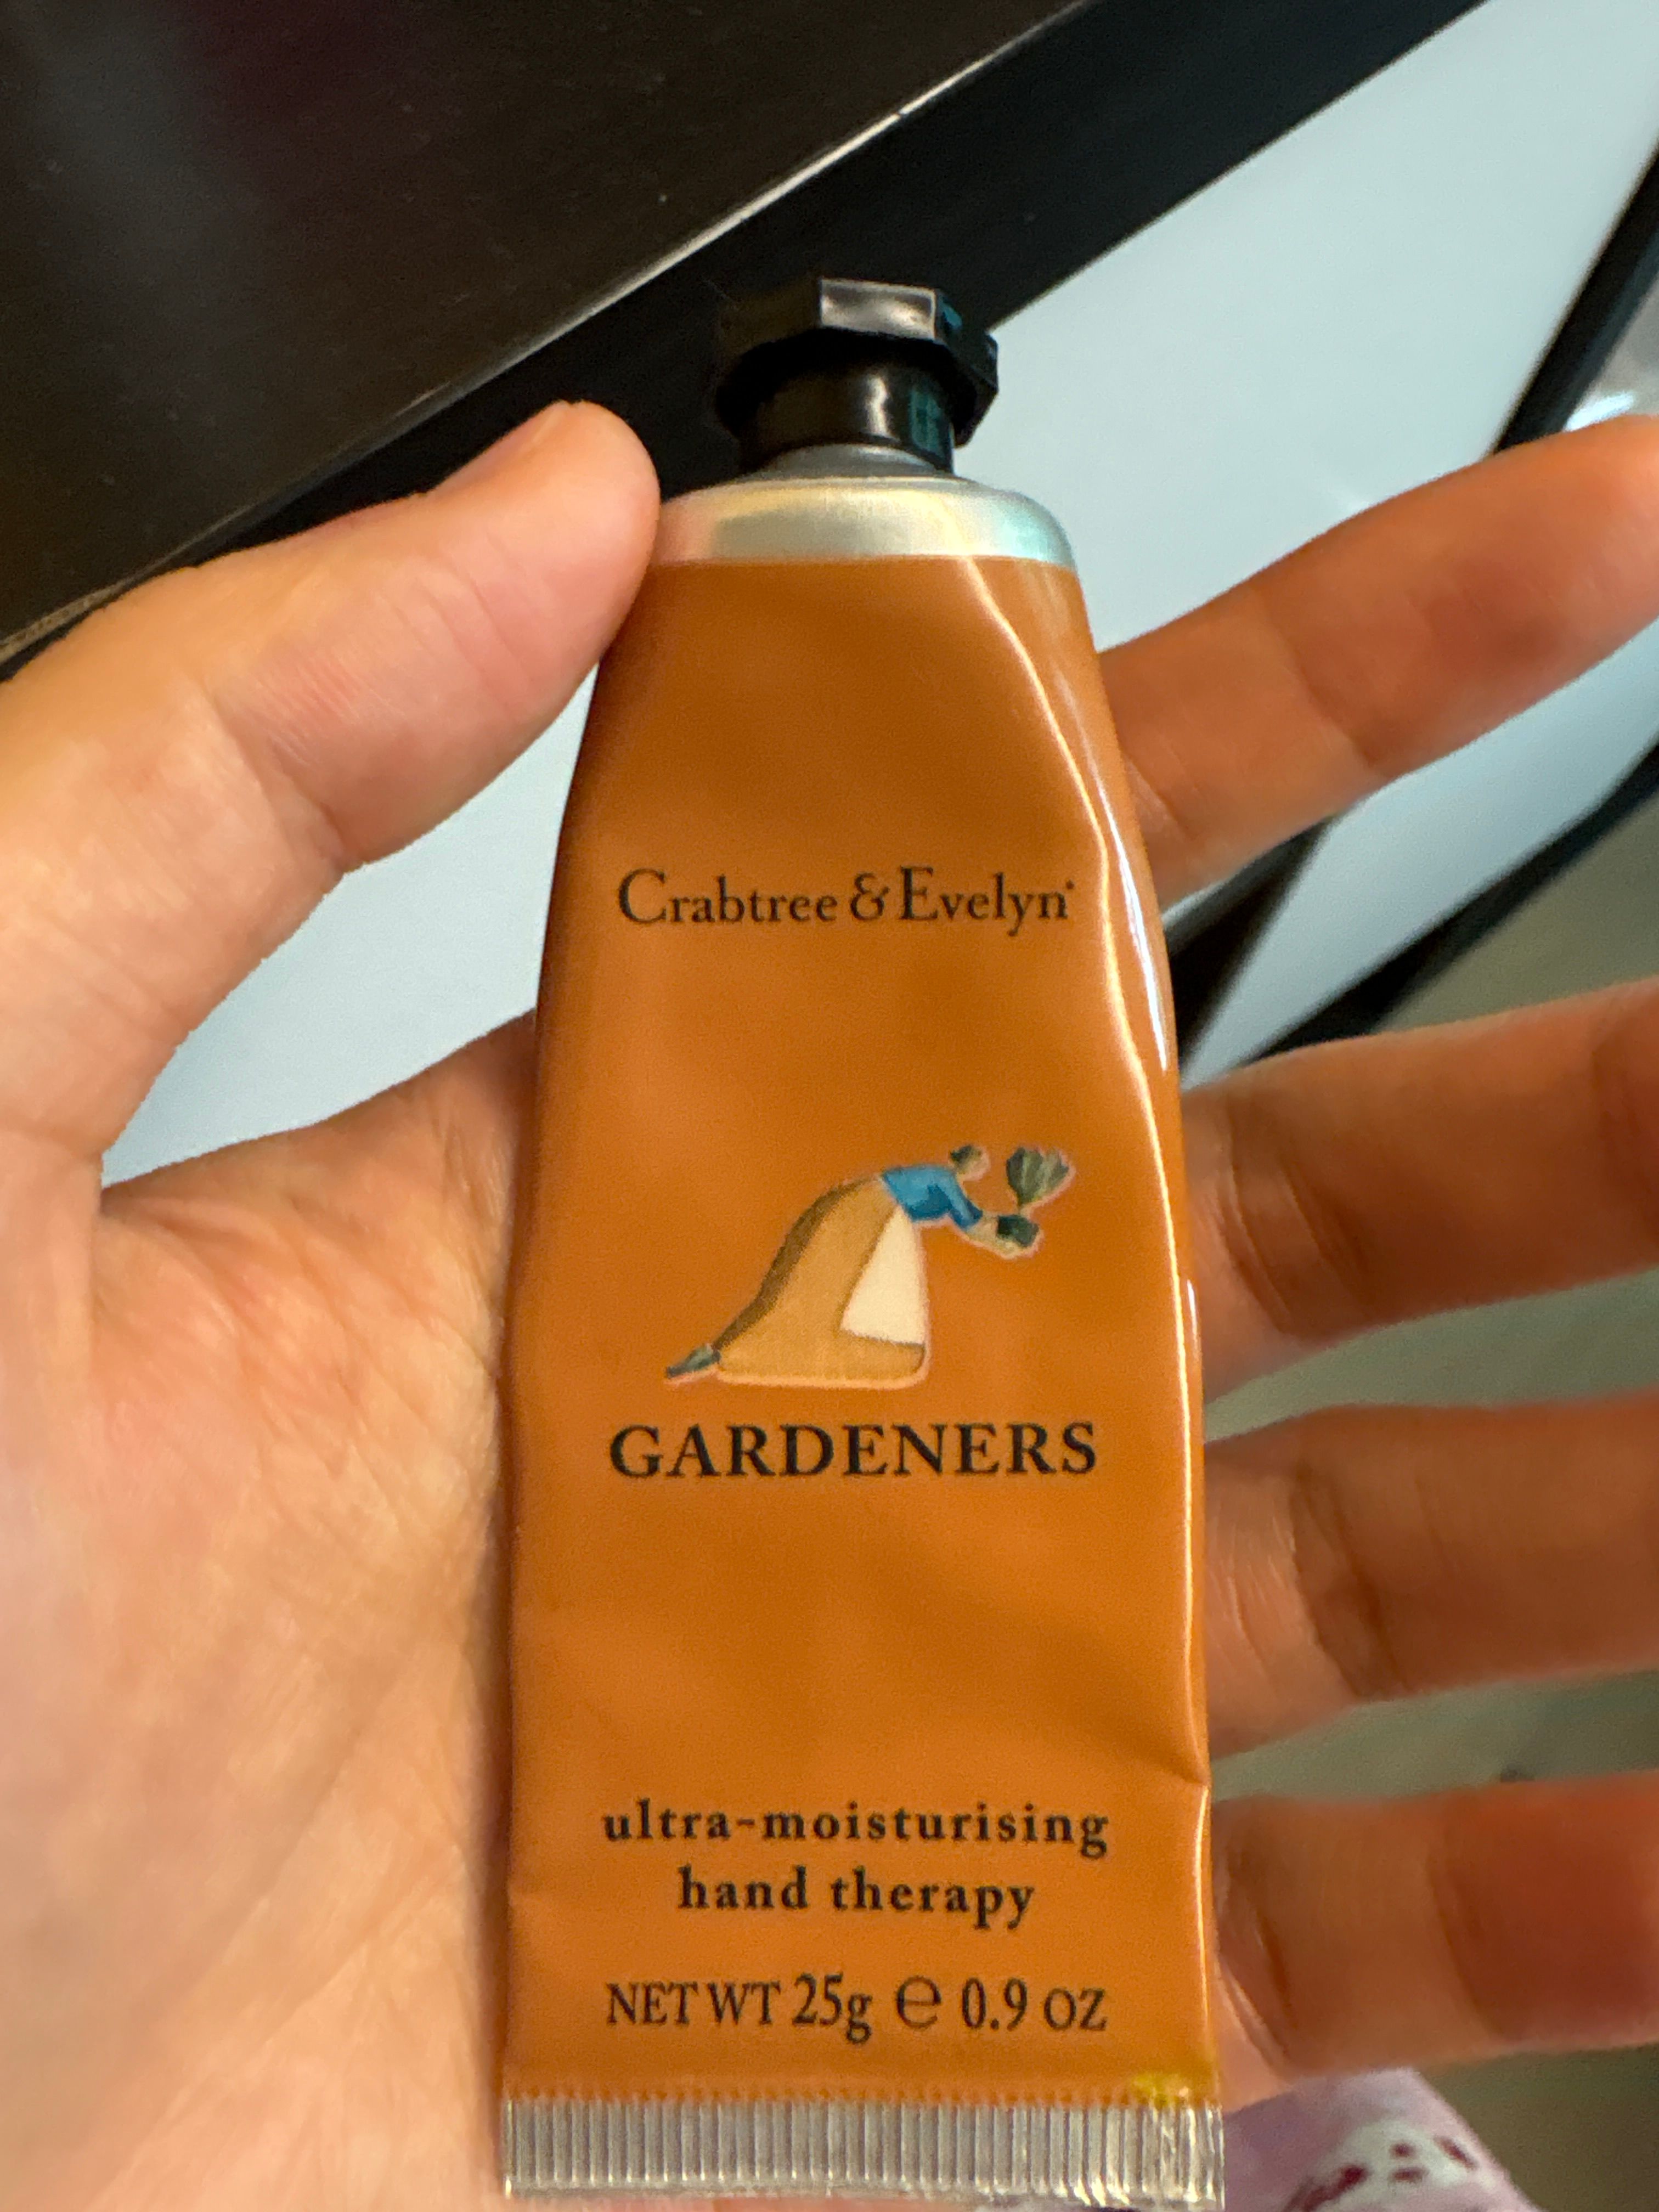 Crabtree & Evelyn
GARDENERS
ultra-moisturising
hand therapy
NET WT 25g ℮ 0.9 OZ